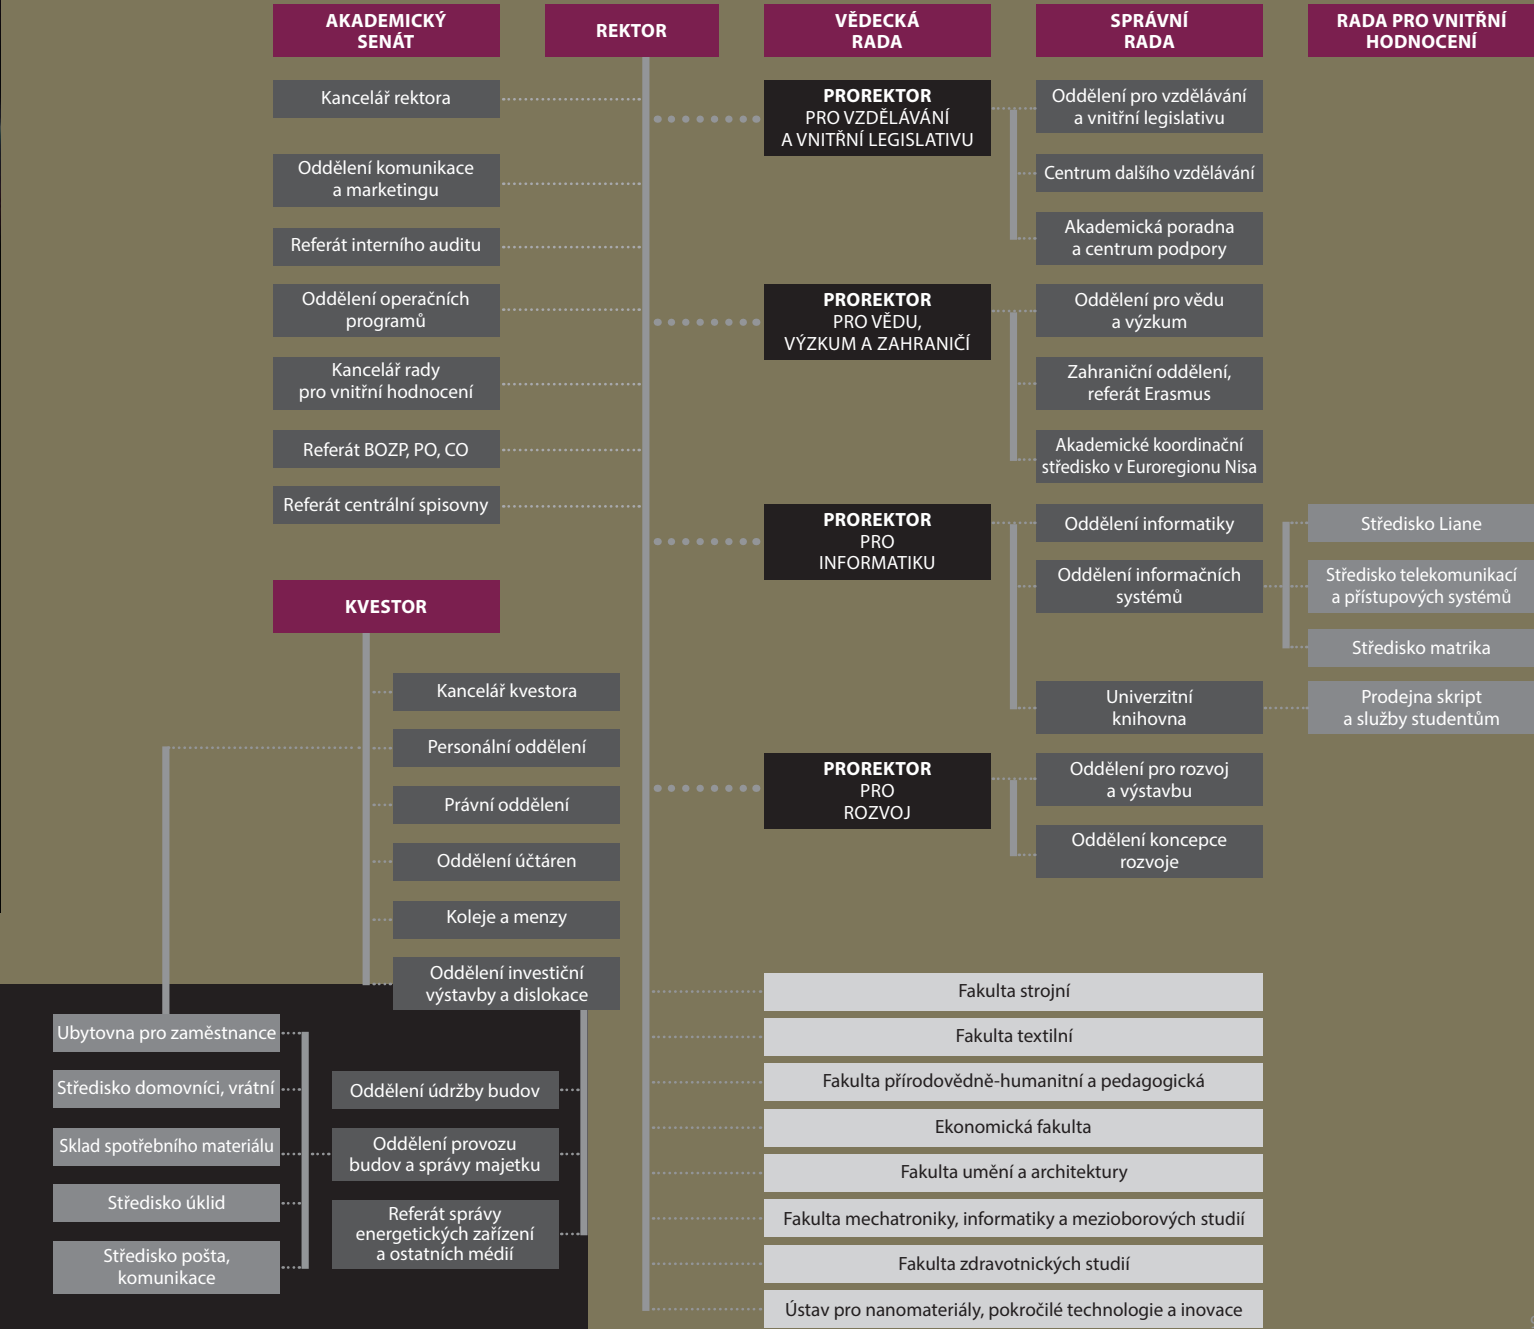 AKADEMICKÝ
SENÁT
REKTOR
VĚDECKÁ
RADA
SPRÁVNÍ
RADA
RADA PRO VNITŘNÍ
HODNOCENÍ
Kancelář rektora
Oddělení komunikace
a marketingu
Referát interního auditu
Oddělení operačních
programů
Kancelář rady
pro vnitřní hodnocení
Referát BOZP, PO, CO
Referát centrální spisovny
PROREKTOR
PRO VZDĚLÁVÁNÍ
A VNITŘNÍ LEGISLATIVU
Oddělení pro vzdělávání
a vnitřní legislativu
Centrum dalšího vzdělávání
Akademická poradna
a centrum podpory
PROREKTOR
PRO VĚDU,
VÝZKUM A ZAHRANIČÍ
Oddělení pro vědu
a výzkum
Zahraniční oddělení,
referát Erasmus
Akademické koordinační
středisko v Euroregionu Nisa
PROREKTOR
PRO
INFORMATIKU
Oddělení informatiky
Oddělení informačních
systémů
Středisko Liane
Středisko telekomunikací
a přístupových systémů
Středisko matrika
Univerzitní
knihovna
Prodejna skript
a služby studentům
PROREKTOR
PRO
ROZVOJ
Oddělení pro rozvoj
a výstavbu
Oddělení koncepce
rozvoje
KVESTOR
Kancelář kvestora
Personální oddělení
Právní oddělení
Oddělení účtáren
Koleje a menzy
Oddělení investiční
výstavby a dislokace
Ubytovna pro zaměstnance
Středisko domovníci, vrátní
Sklad spotřebního materiálu
Středisko úklid
Středisko pošta,
komunikace
Oddělení údržby budov
Oddělení provozu
budov a správy majetku
Referát správy
energetických zařízení
a ostatních médií
Fakulta strojní
Fakulta textilní
Fakulta přírodovědně-humanitní a pedagogická
Ekonomická fakulta
Fakulta umění a architektury
Fakulta mechatroniky, informatiky a mezioborových studií
Fakulta zdravotnických studií
Ústav pro nanomateriály, pokročilé technologie a inovace